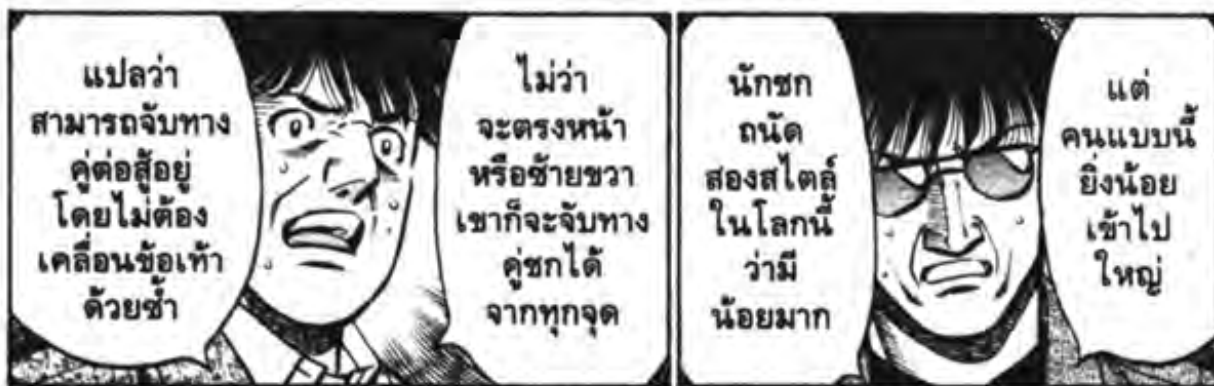 แปลว่า
สามารถจับทาง
คู่ต่อสู้อยู่
โดยไม่ต้อง
เคลื่อนข้อเท้า
ด้วยซ้ำ
ไม่ว่า
จะตรงหน้า
หรือซ้ายขวา
เขาก็จะจับทาง
คู่ชกได้
จากทุกจุด
นักชก
ถนัด
สองสไตล์
ในโลกนี้
ว่ามี
น้อยมาก
แต่
คนแบบนี้
ยิ่งน้อย
เข้าไป
ใหญ่